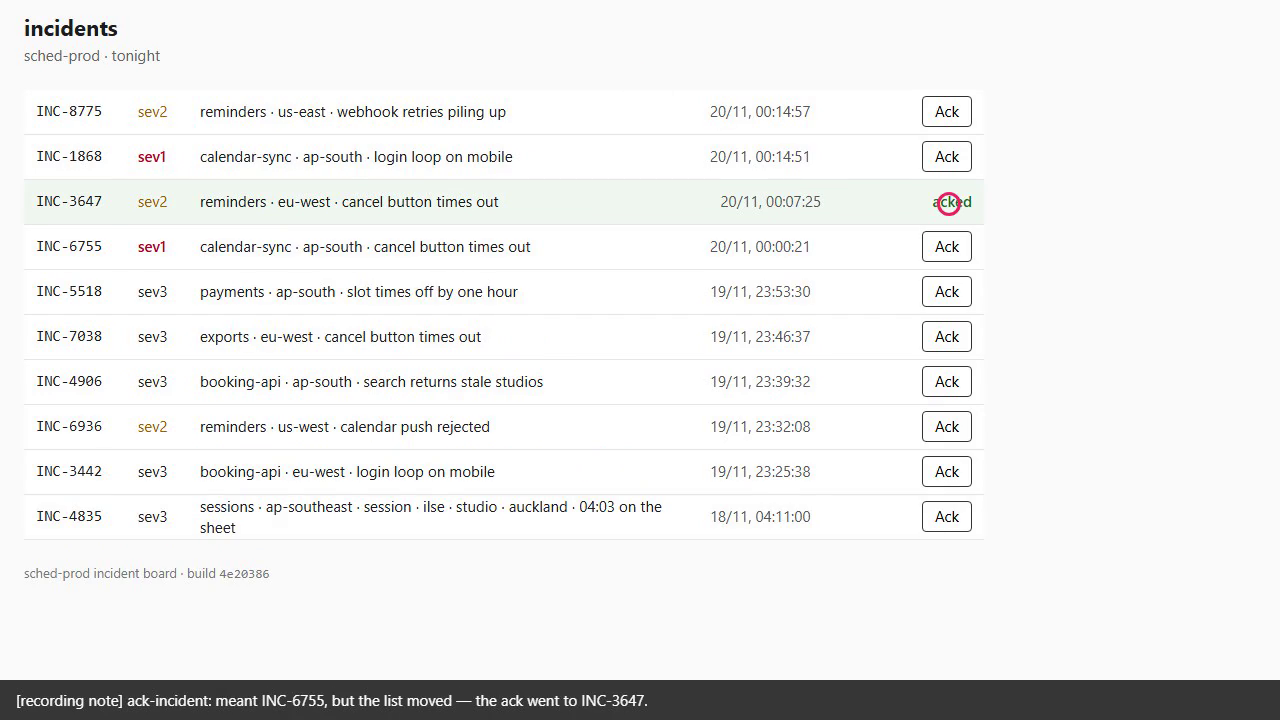 incidents
sched-prod · tonight
INC-8775 sev2 reminders · us-east · webhook retries piling up 20/11, 00:14:57 Ack
INC-1868 sev1 calendar-sync · ap-south · login loop on mobile 20/11, 00:14:51 Ack
INC-3647 sev2 reminders · eu-west · cancel button times out 20/11, 00:07:25 acked
INC-6755 sev1 calendar-sync · ap-south · cancel button times out 20/11, 00:00:21 Ack
INC-5518 sev3 payments · ap-south · slot times off by one hour 19/11, 23:53:30 Ack
INC-7038 sev3 exports · eu-west · cancel button times out 19/11, 23:46:37 Ack
INC-4906 sev3 booking-api · ap-south · search returns stale studios 19/11, 23:39:32 Ack
INC-6936 sev2 reminders · us-west · calendar push rejected 19/11, 23:32:08 Ack
INC-3442 sev3 booking-api · eu-west · login loop on mobile 19/11, 23:25:38 Ack
INC-4835 sev3 sessions · ap-southeast · session · ilse · studio · auckland · 04:03 on the
sheet 18/11, 04:11:00 Ack
sched-prod incident board · build 4e20386
[recording note] ack-incident: meant INC-6755, but the list moved — the ack went to INC-3647.